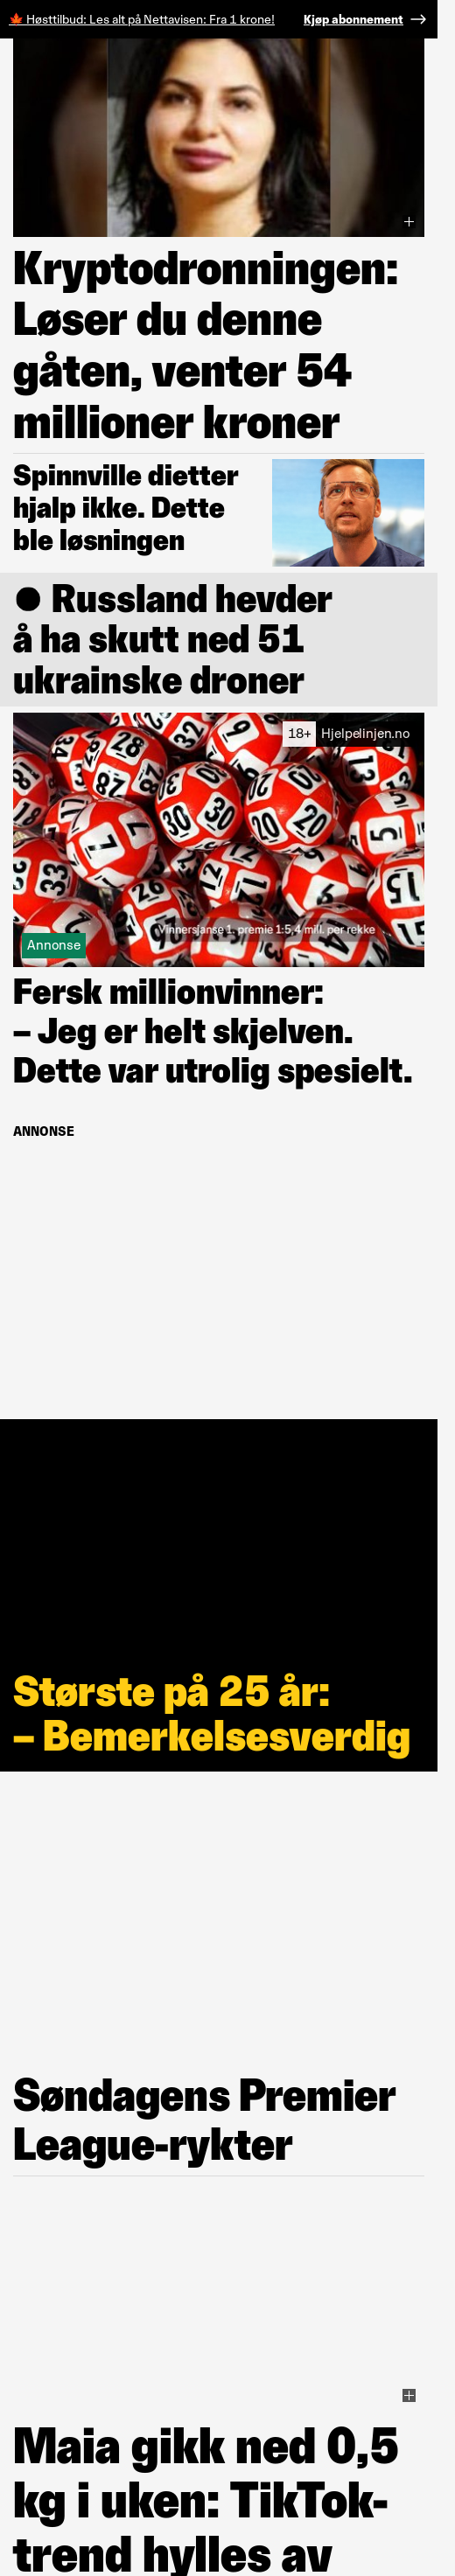 🍁 Høsttilbud: Les alt på Nettavisen: Fra 1 krone! Kjøp abonnement →
Kryptodronningen:
Løser du denne
gåten, venter 54
millioner kroner
Spinnville dietter
hjalp ikke. Dette
ble løsningen
● Russland hevder
å ha skutt ned 51
ukrainske droner
18+ Hjelpelinjen.no
Vinnersjanse 1. premie 1:5,4 mill. per rekke
Annonse
Fersk millionvinner:
– Jeg er helt skjelven.
Dette var utrolig spesielt.
ANNONSE
Største på 25 år:
– Bemerkelsesverdig
Søndagens Premier
League-rykter
Maia gikk ned 0,5
kg i uken: TikTok-
trend hylles av